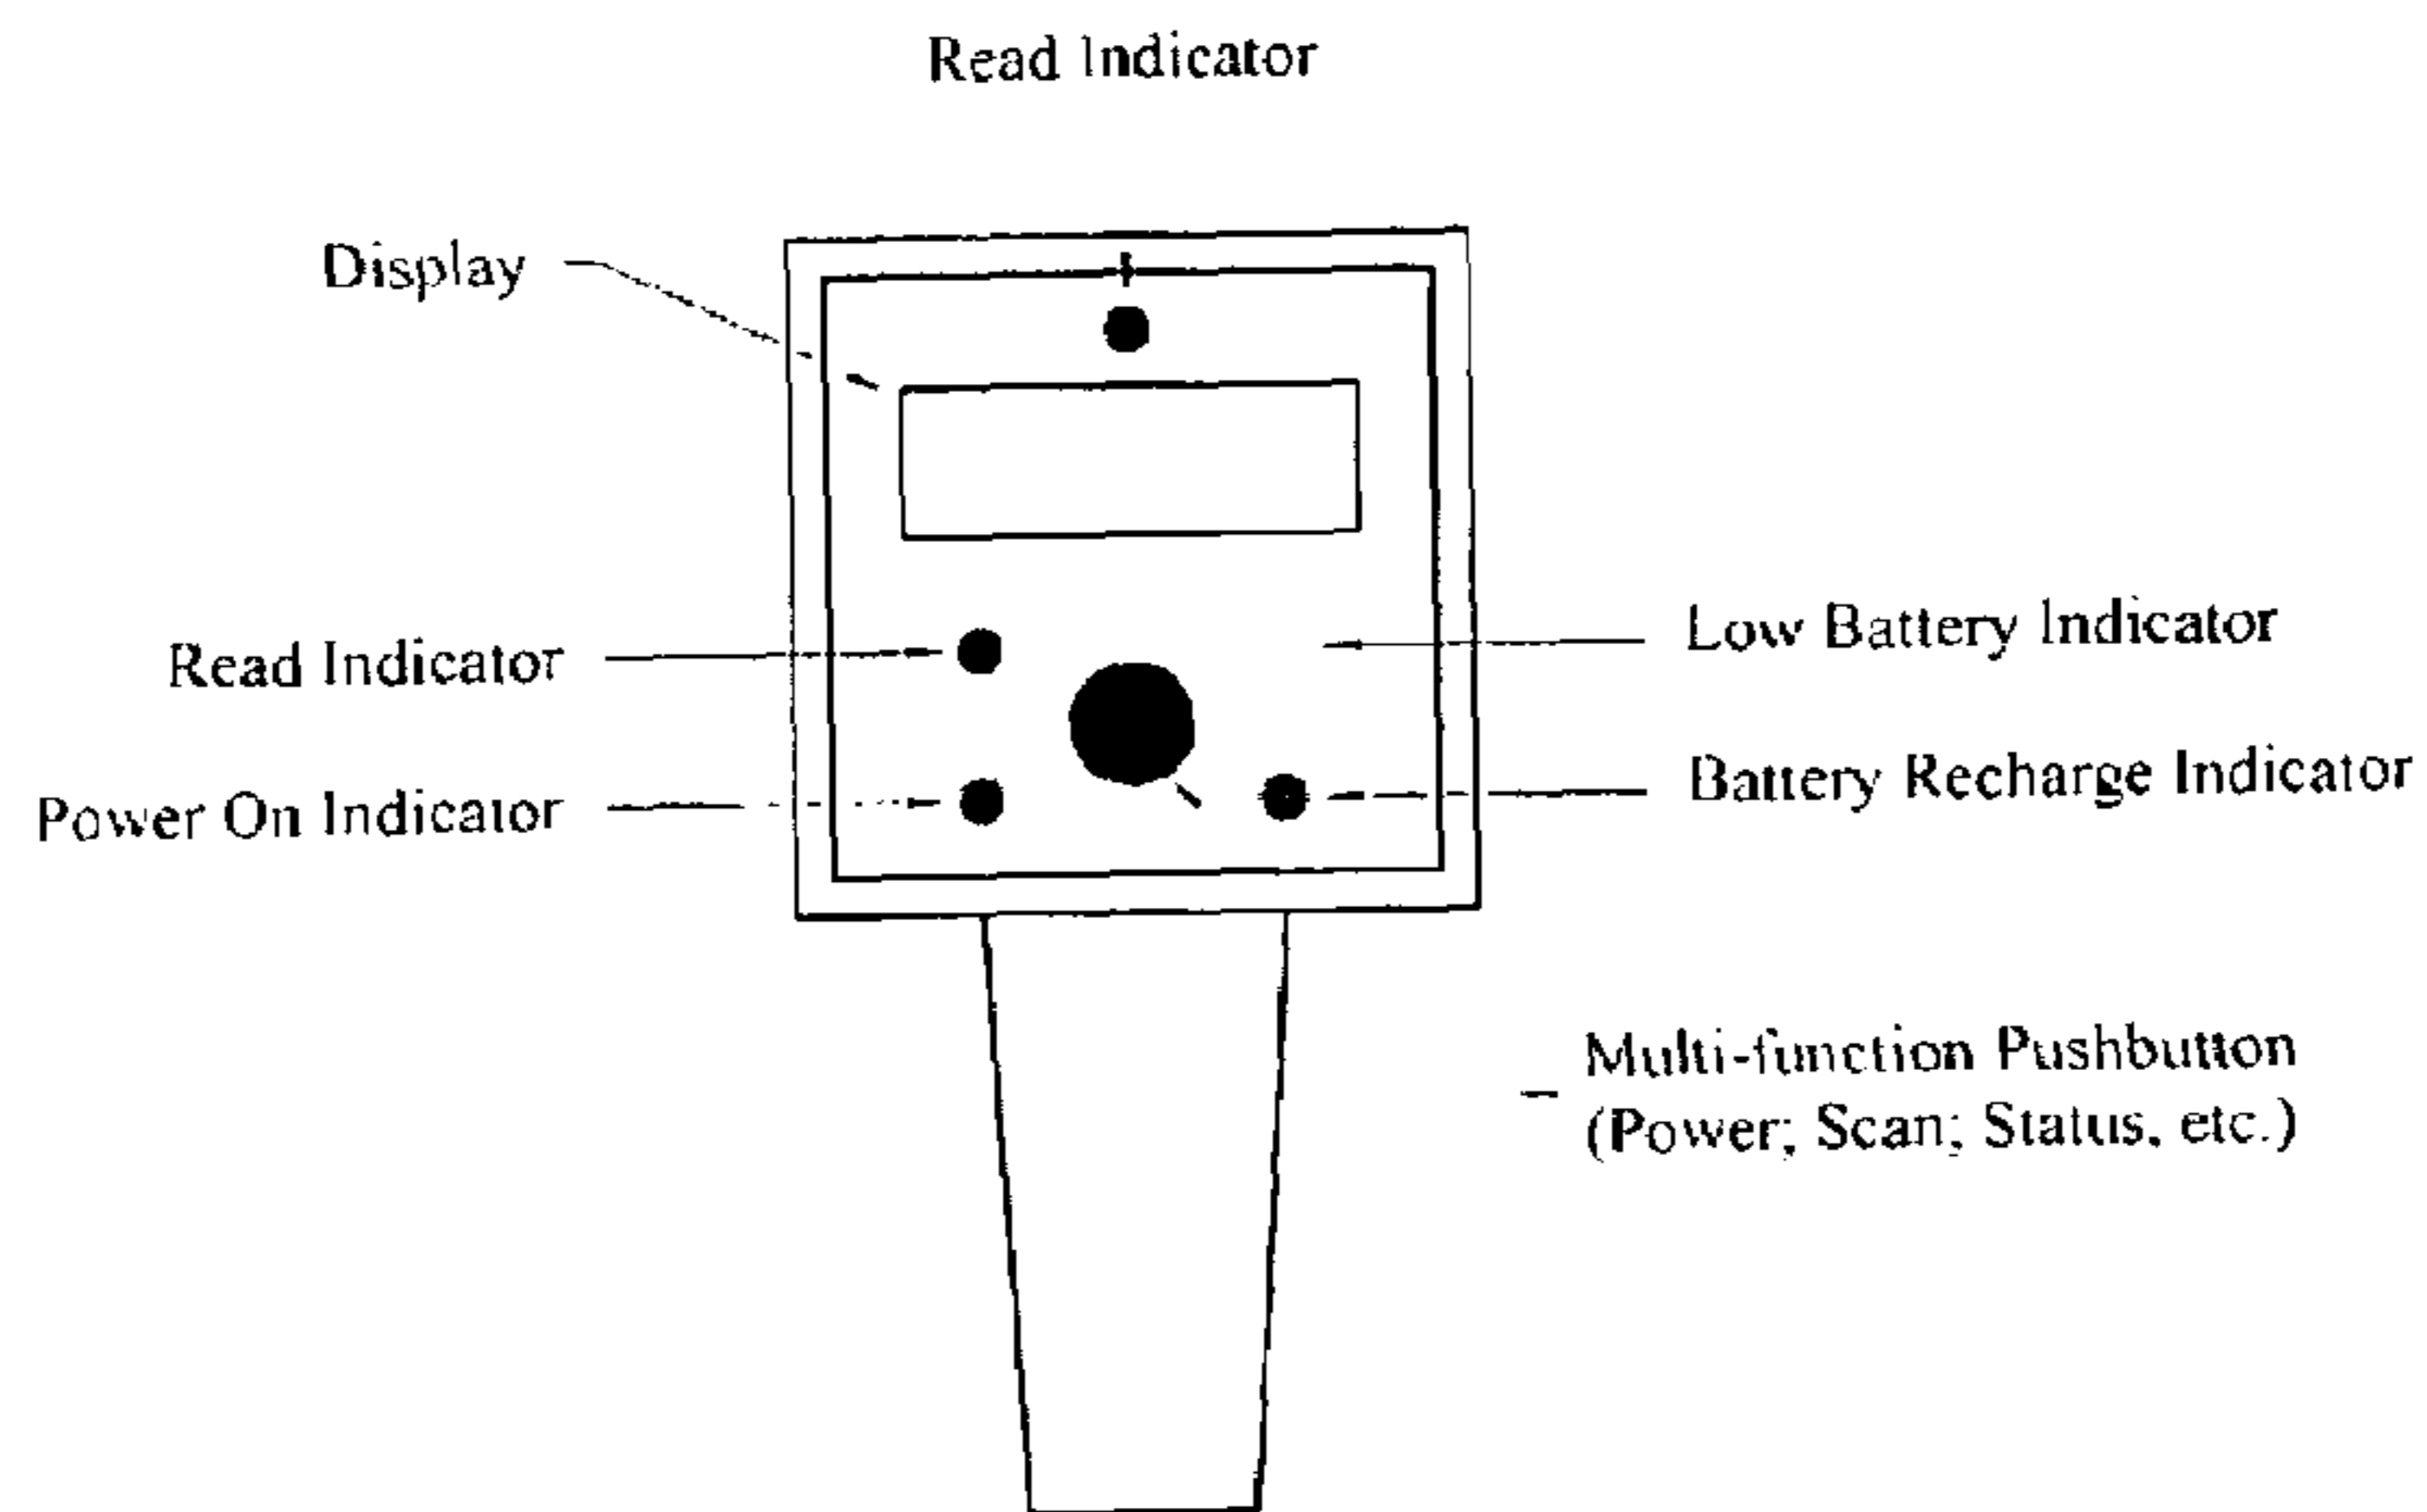 Read Indicator
Display
Read Indicator
Low Battery Indicator
Power On Indicator
Battery Recharge Indicator
Multi-function Pushbutton
(Power; Scan; Status, etc.)